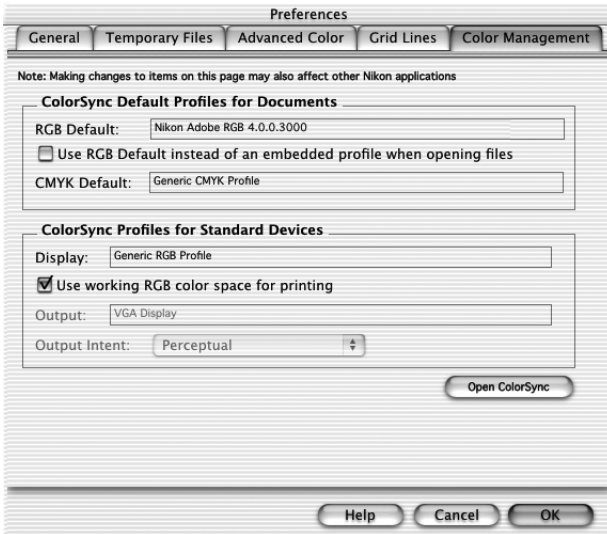 Preferences
General Temporary Files Advanced Color Grid Lines Color Management
Note: Making changes to items on this page may also affect other Nikon applications
ColorSync Default Profiles for Documents
RGB Default: Nikon Adobe RGB 4.0.0.3000
Use RGB Default instead of an embedded profile when opening files
CMYK Default: Generic CMYK Profile
ColorSync Profiles for Standard Devices
Display: Generic RGB Profile
Use working RGB color space for printing
Output: VGA Display
Output Intent: Perceptual
Open ColorSync
Help Cancel OK